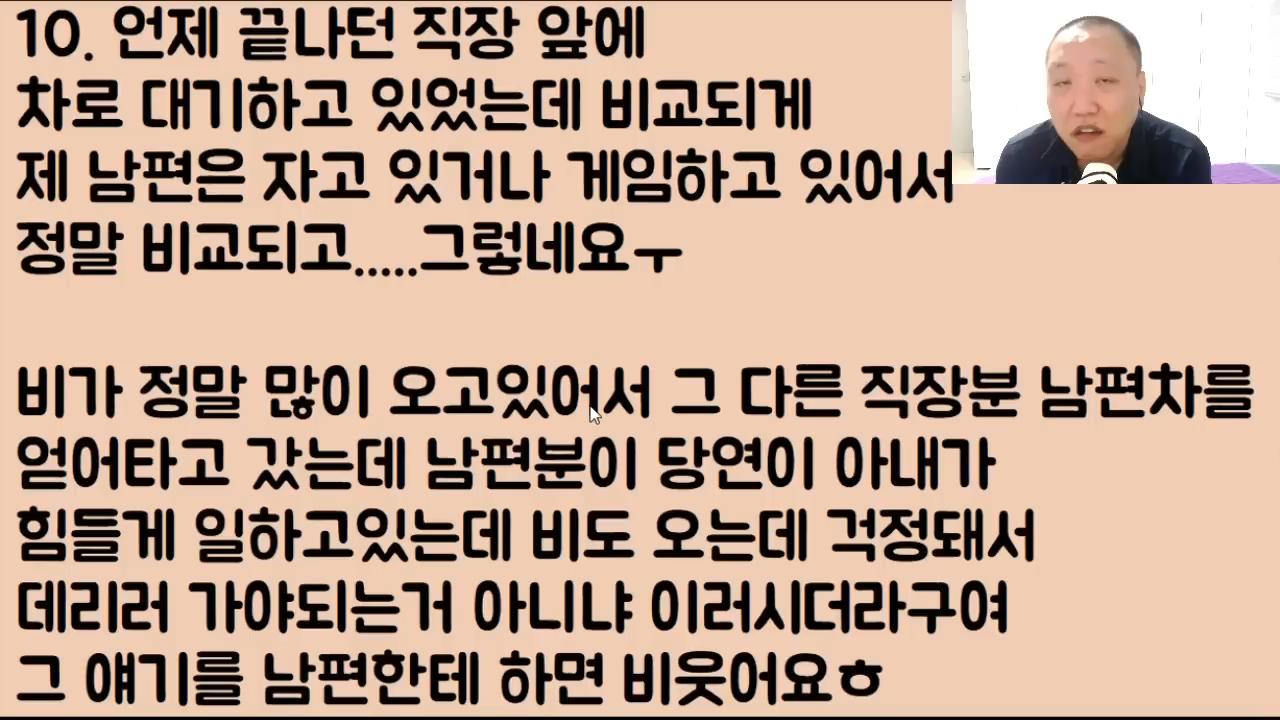 10. 언제 끝나던 직장 앞에
차로 대기하고 있었는데 비교되게
제 남편은 자고 있거나 게임하고 있어서
정말 비교되고.....그렇네요ㅜ
비가 정말 많이 오고있어서 그 다른 직장분 남편차를
얻어타고 갔는데 남편분이 당연이 아내가
힘들게 일하고있는데 비도 오는데 걱정돼서
데리러 가야되는거 아니냐 이러시더라구여
그 얘기를 남편한테 하면 비웃어요ㅎ